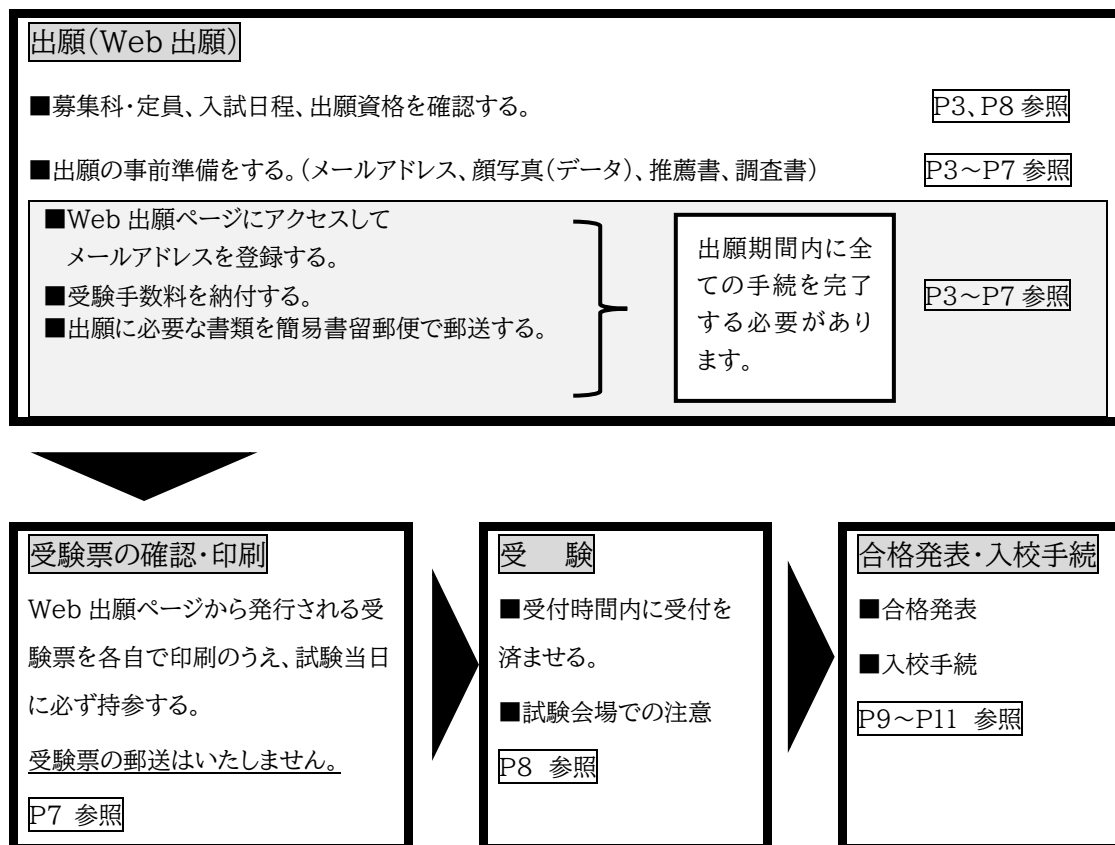 出願(Web 出願)
■募集科・定員、入試日程、出願資格を確認する。 P3、P8 参照
■出願の事前準備をする。(メールアドレス、顔写真(データ)、推薦書、調査書) P3~P7 参照
■Web 出願ページにアクセスして
メールアドレスを登録する。
■受験手数料を納付する。
■出願に必要な書類を簡易書留郵便で郵送する。
出願期間内に全
ての手続を完了
する必要があり
ます。
P3~P7 参照
受験票の確認・印刷
Web 出願ページから発行される受
験票を各自で印刷のうえ、試験当日
に必ず持参する。
受験票の郵送はいたしません。
P7 参照
受 験
■受付時間内に受付を
済ませる。
■試験会場での注意
P8 参照
合格発表・入校手続
■合格発表
■入校手続
P9~P11 参照